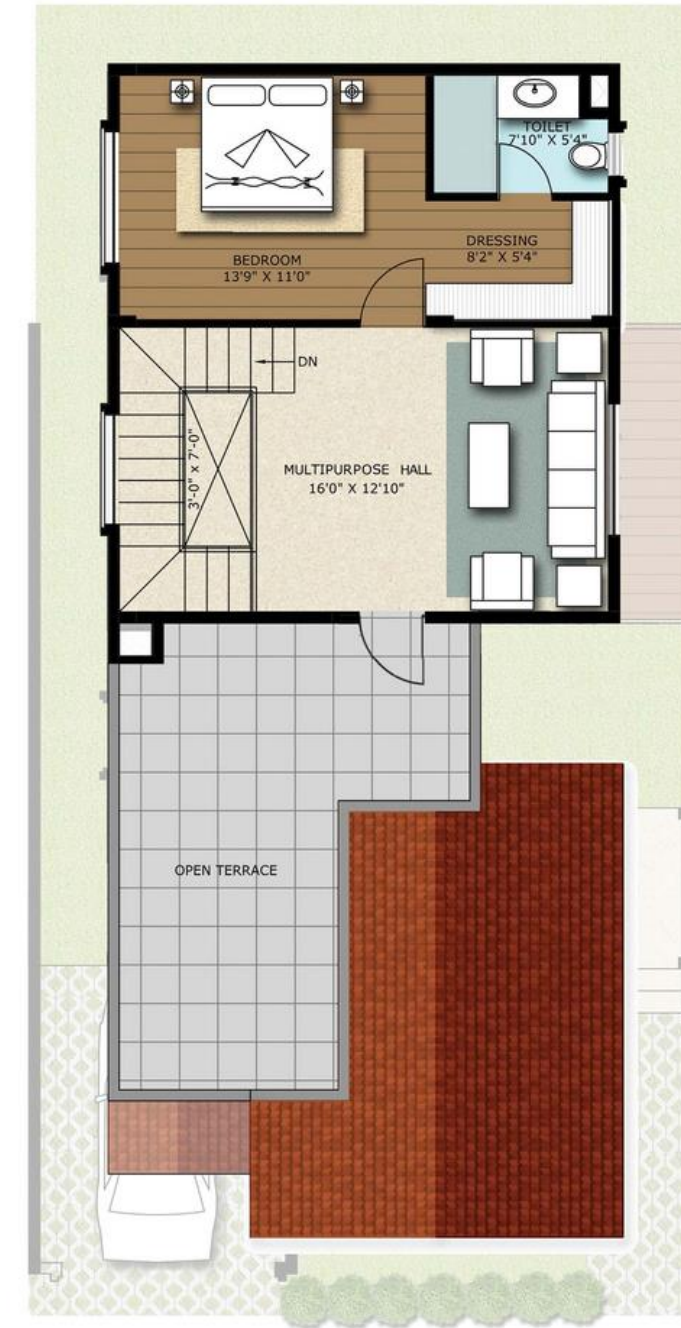 TOILET
7'10" X 5'4"
DRESSING
8'2" X 5'4"
BEDROOM
13'9" X 11'0"
DN
3'-0" x 7'-0"
MULTIPURPOSE HALL
16'0" X 12'10"
OPEN TERRACE